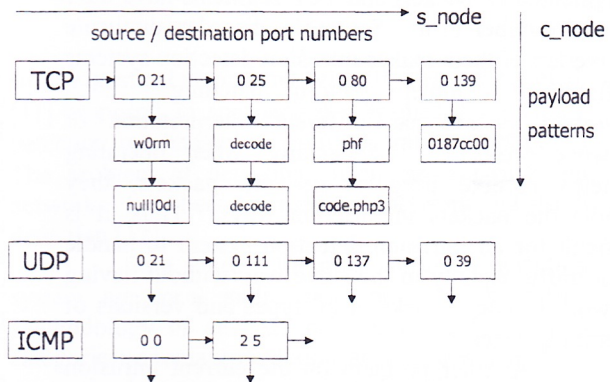 s_node
source / destination port numbers
c_node
TCP
0 21
0 25
0 80
0 139
payload
patterns
w0rm
decode
phf
0187cc00
null|0d|
decode
code.php3
UDP
0 21
0 111
0 137
0 39
ICMP
0 0
2 5